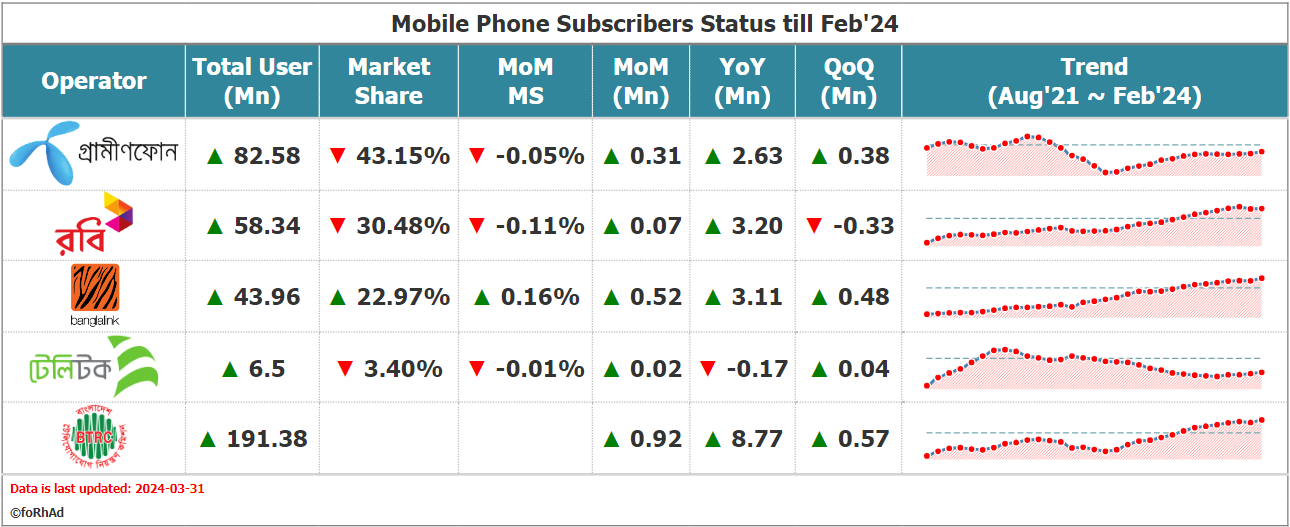 Mobile Phone Subscribers Status till Feb'24
Operator Total User (Mn) Market Share MoM MS MoM (Mn) YoY (Mn) QoQ (Mn) Trend (Aug'21 ~ Feb'24)
গ্রামীণফোন ▲ 82.58 ▼ 43.15% ▼ -0.05% ▲ 0.31 ▲ 2.63 ▲ 0.38
রবি ▲ 58.34 ▼ 30.48% ▼ -0.11% ▲ 0.07 ▲ 3.20 ▼ -0.33
banglalink ▲ 43.96 ▲ 22.97% ▲ 0.16% ▲ 0.52 ▲ 3.11 ▲ 0.48
টেলিটক ▲ 6.5 ▼ 3.40% ▼ -0.01% ▲ 0.02 ▼ -0.17 ▲ 0.04
বাংলাদেশ
BTRC ▲ 191.38 ▲ 0.92 ▲ 8.77 ▲ 0.57
টেলিযোগাযোগ নিয়ন্ত্রণ কমিশন
Data is last updated: 2024-03-31
©foRhAd